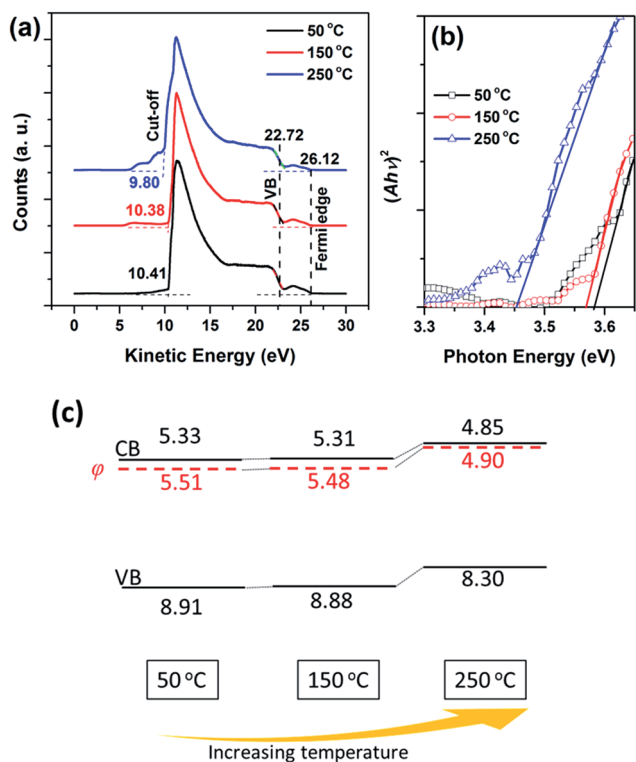 (a)
50 °C
150 °C
250 °C
Cut-off
22.72
26.12
9.80
VB
10.38
Fermi edge
10.41
Counts (a. u.)
0 5 10 15 20 25 30
Kinetic Energy (eV)
(b)
50 °C
150 °C
250 °C
(Ahν)²
3.3 3.4 3.5 3.6
Photon Energy (eV)
(c)
CB 5.33 5.31 4.85
φ 5.51 5.48 4.90
VB 8.91 8.88 8.30
50 °C 150 °C 250 °C
Increasing temperature